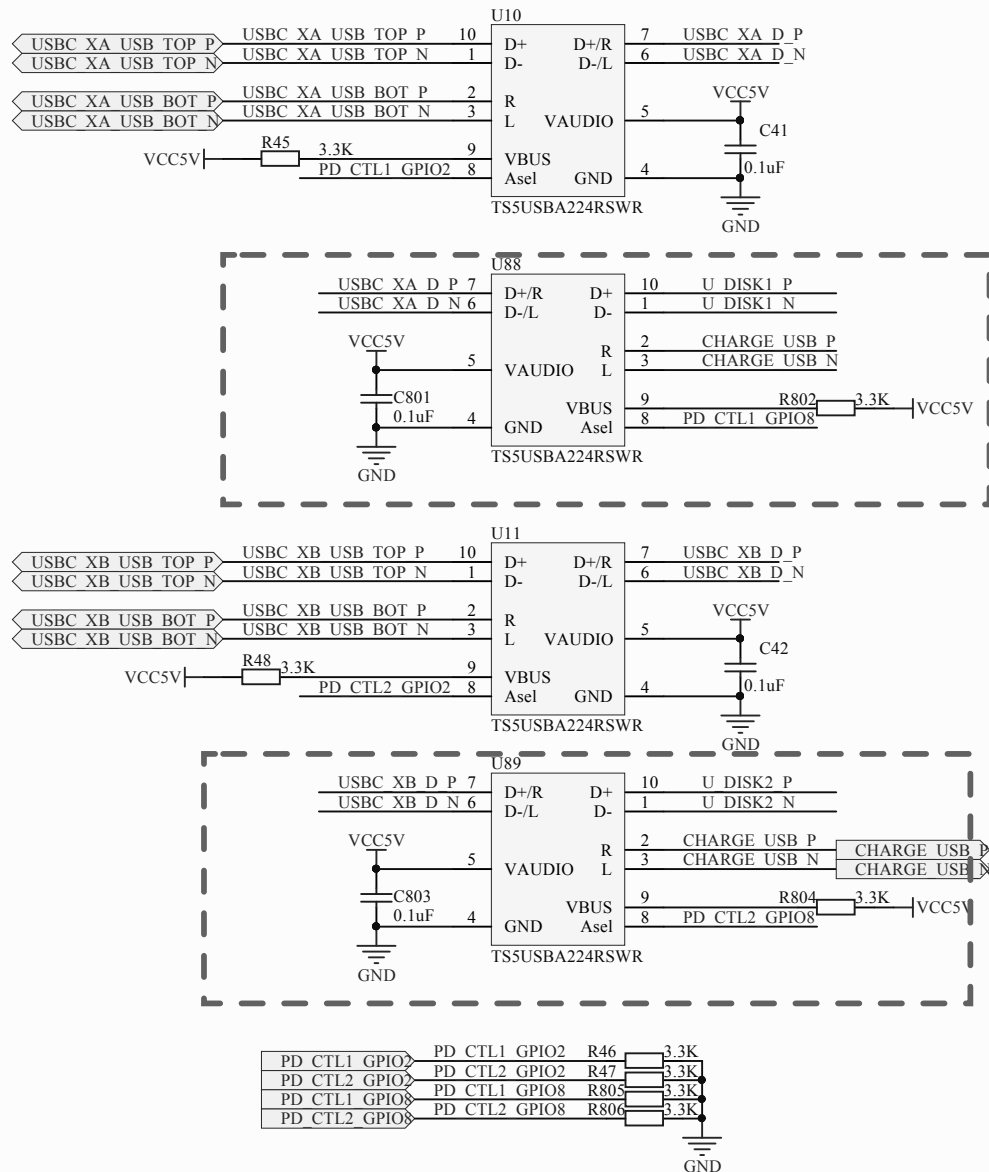 U10
USBC_XA_USB_TOP_P USBC_XA_USB_TOP_P 10 D+ D+/R 7 USBC_XA_D_P
USBC_XA_USB_TOP_N USBC_XA_USB_TOP_N 1 D- D-/L 6 USBC_XA_D_N
USBC_XA_USB_BOT_P USBC_XA_USB_BOT_P 2 R VCC5V
USBC_XA_USB_BOT_N USBC_XA_USB_BOT_N 3 L VAUDIO 5
R45 C41
VCC5V 3.3K 9 VBUS 0.1uF
PD_CTL1_GPIO2 8 Asel GND 4
TS5USBA224RSWR GND
U88
USBC_XA_D_P 7 D+/R D+ 10 U_DISK1_P
USBC_XA_D_N 6 D-/L D- 1 U_DISK1_N
VCC5V R 2 CHARGE_USB_P
5 VAUDIO L 3 CHARGE_USB_N
C801 R802
0.1uF VBUS 9 3.3K VCC5V
4 GND Asel 8 PD_CTL1_GPIO8
GND TS5USBA224RSWR
U11
USBC_XB_USB_TOP_P USBC_XB_USB_TOP_P 10 D+ D+/R 7 USBC_XB_D_P
USBC_XB_USB_TOP_N USBC_XB_USB_TOP_N 1 D- D-/L 6 USBC_XB_D_N
USBC_XB_USB_BOT_P USBC_XB_USB_BOT_P 2 R VCC5V
USBC_XB_USB_BOT_N USBC_XB_USB_BOT_N 3 L VAUDIO 5
R48 C42
VCC5V 3.3K 9 VBUS 0.1uF
PD_CTL2_GPIO2 8 Asel GND 4
TS5USBA224RSWR GND
U89
USBC_XB_D_P 7 D+/R D+ 10 U_DISK2_P
USBC_XB_D_N 6 D-/L D- 1 U_DISK2_N
VCC5V R 2 CHARGE_USB_P CHARGE_USB_P
5 VAUDIO L 3 CHARGE_USB_N CHARGE_USB_N
C803 R804
0.1uF VBUS 9 3.3K VCC5V
4 GND Asel 8 PD_CTL2_GPIO8
GND TS5USBA224RSWR
PD_CTL1_GPIO2 PD_CTL1_GPIO2 R46 3.3K
PD_CTL2_GPIO2 PD_CTL2_GPIO2 R47 3.3K
PD_CTL1_GPIO8 PD_CTL1_GPIO8 R805 3.3K
PD_CTL2_GPIO8 PD_CTL2_GPIO8 R806 3.3K
GND